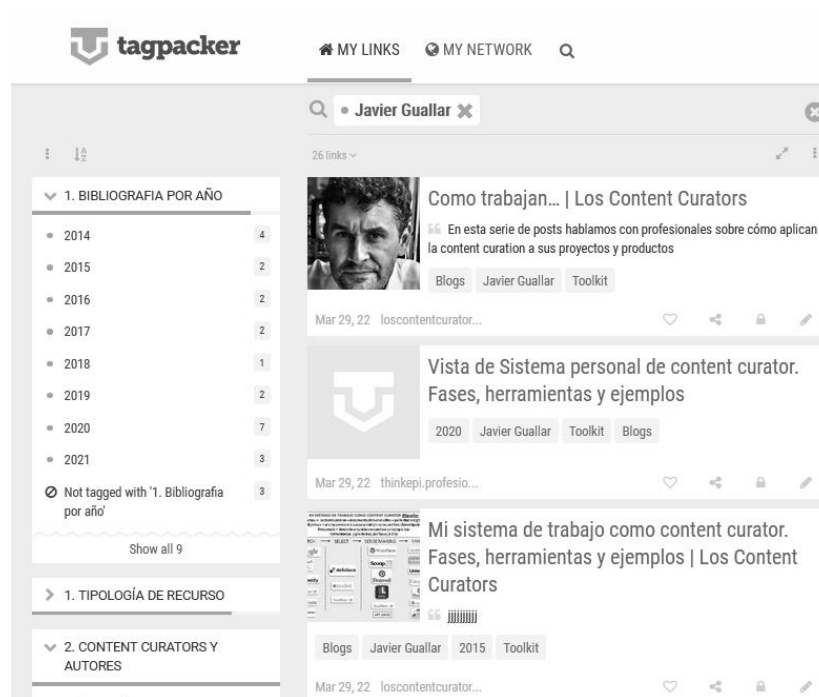 tagpacker
MY LINKS
MY NETWORK
Javier Guallar
26 links
1. BIBLIOGRAFIA POR AÑO
2014 4
2015 2
2016 2
2017 2
2018 1
2019 2
2020 7
2021 3
Not tagged with '1. Bibliografia 3
por año'
Show all 9
1. TIPOLOGÍA DE RECURSO
2. CONTENT CURATORS Y
AUTORES
Como trabajan... | Los Content Curators
En esta serie de posts hablamos con profesionales sobre cómo aplican
la content curation a sus proyectos y productos
Blogs Javier Guallar Toolkit
Mar 29, 22 loscontentcurator...
Vista de Sistema personal de content curator.
Fases, herramientas y ejemplos
2020 Javier Guallar Toolkit Blogs
Mar 29, 22 thinkepi.profesio...
Mi sistema de trabajo como content curator.
Fases, herramientas y ejemplos | Los Content
Curators
Blogs Javier Guallar 2015 Toolkit
Mar 29, 22 loscontentcurator...